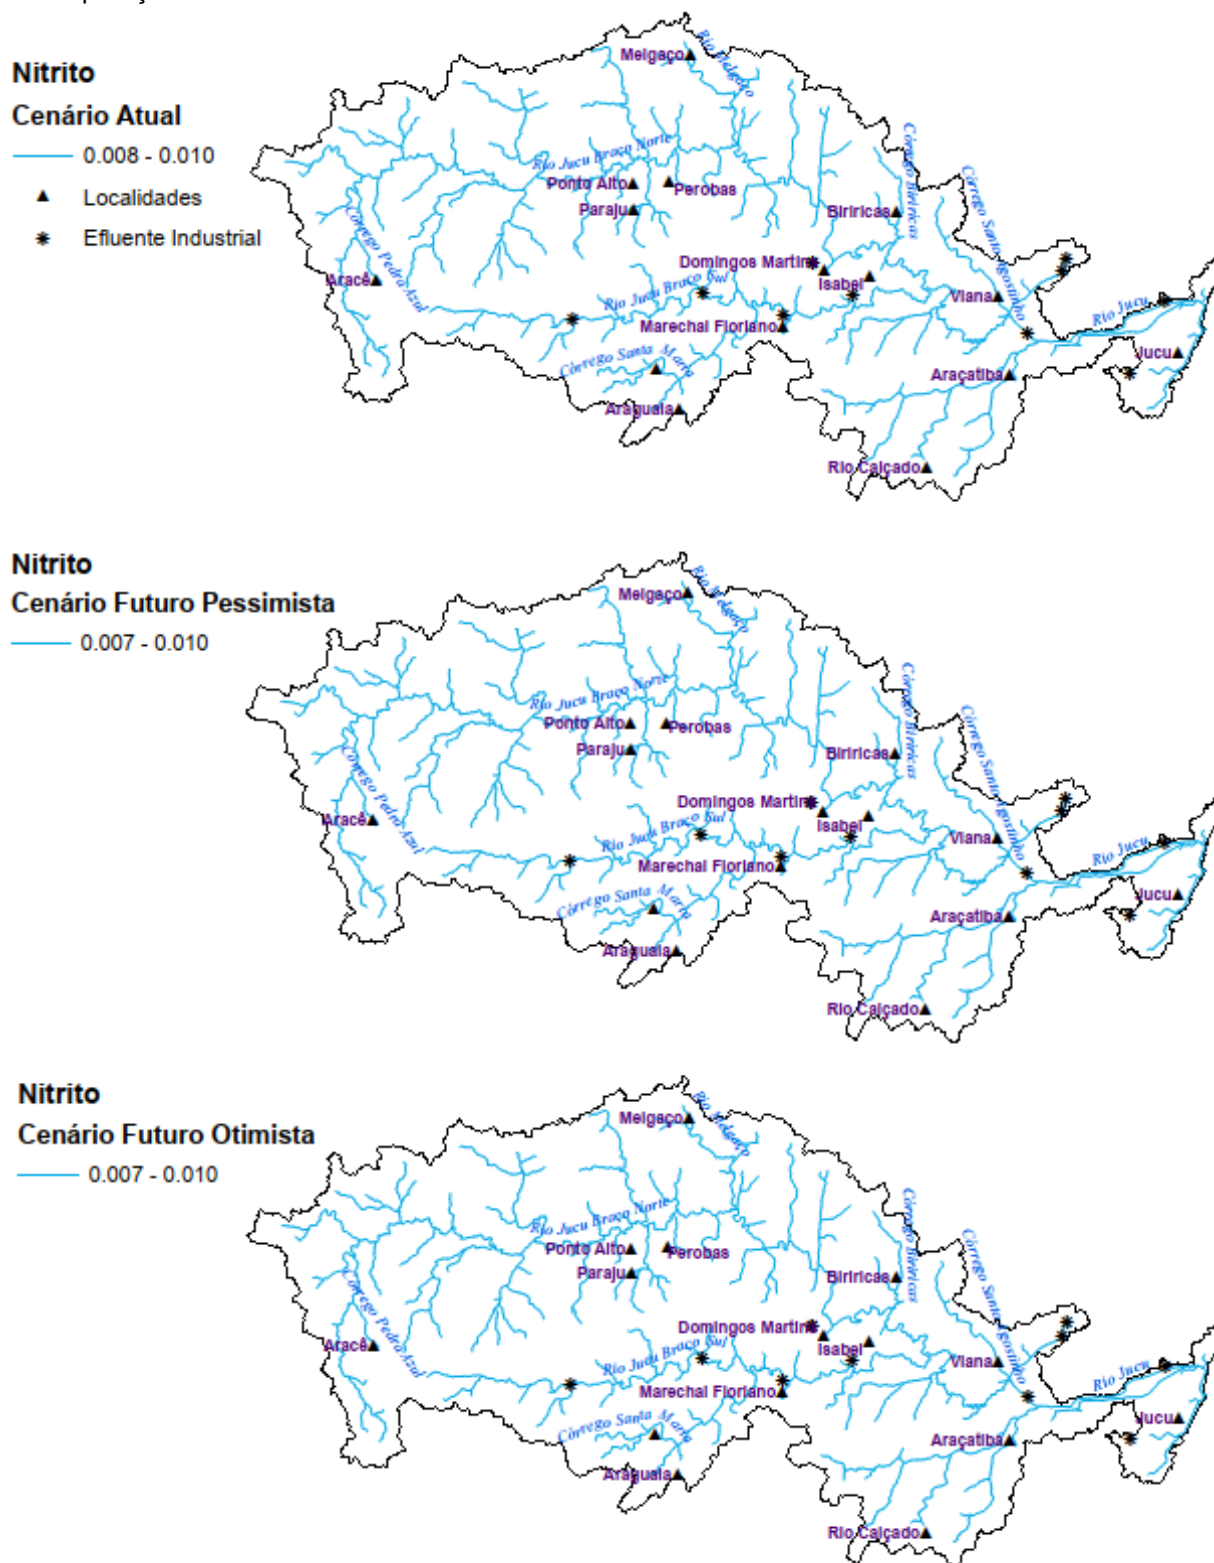 Nitrito
Cenário Atual
0.008 - 0.010
Localidades
Efluente Industrial
Melgaço
Rio Melgaço
Rio Jucu Braço Norte
Ponto Alto
Perobas
Paraju
Biriricas
Córrego Biriricas
Córrego Santo Agostinho
Córrego Pedra Azul
Aracê
Domingos Martins
Isabel
Viana
Rio Jucu Braço Sul
Marechal Floriano
Rio Jucu
Jucu
Córrego Santa Maria
Araçatiba
Araguaia
Rio Calçado
Nitrito
Cenário Futuro Pessimista
0.007 - 0.010
Melgaço
Rio Melgaço
Rio Jucu Braço Norte
Ponto Alto
Perobas
Paraju
Biriricas
Córrego Biriricas
Córrego Santo Agostinho
Córrego Pedra Azul
Aracê
Domingos Martins
Isabel
Viana
Rio Jucu Braço Sul
Marechal Floriano
Rio Jucu
Jucu
Córrego Santa Maria
Araçatiba
Araguaia
Rio Calçado
Nitrito
Cenário Futuro Otimista
0.007 - 0.010
Melgaço
Rio Melgaço
Rio Jucu Braço Norte
Ponto Alto
Perobas
Paraju
Biriricas
Córrego Biriricas
Córrego Santo Agostinho
Córrego Pedra Azul
Aracê
Domingos Martins
Isabel
Viana
Rio Jucu Braço Sul
Marechal Floriano
Rio Jucu
Jucu
Córrego Santa Maria
Araçatiba
Araguaia
Rio Calçado